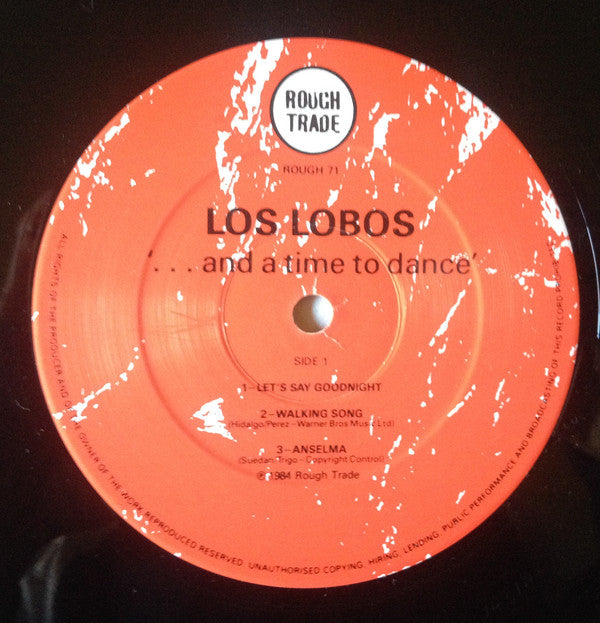 ROUGH
TRADE
ROUGH 71
LOS LOBOS
'... and a time to dance'
SIDE 1
1–LET'S SAY GOODNIGHT
2–WALKING SONG
(Hidalgo/Perez – Warner Bros Music Ltd)
3–ANSELMA
(Suedan/Trigo – Copyright Control)
℗ 1984 Rough Trade
ALL RIGHTS OF THE PRODUCER AND OF THE OWNER OF THE WORK REPRODUCED RESERVED. UNAUTHORISED COPYING, HIRING, LENDING, PUBLIC PERFORMANCE AND BROADCASTING OF THIS RECORD